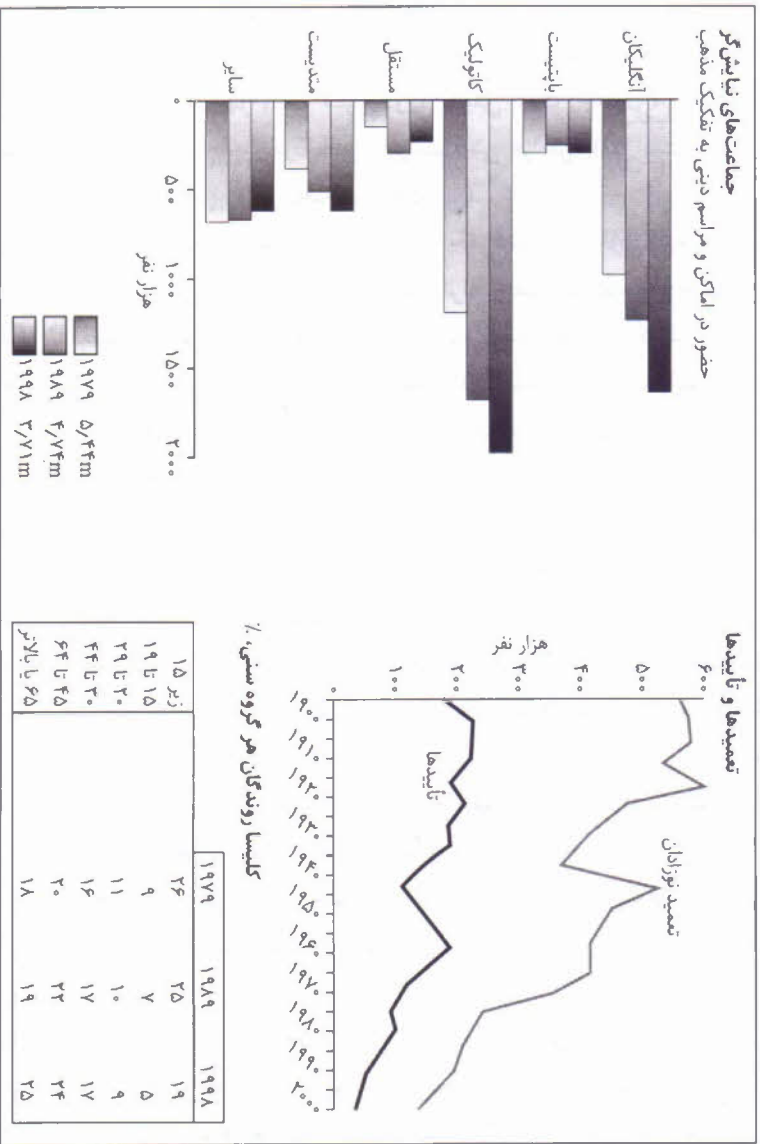 جماعت‌های نیایش‌گر
حضور در اماکن و مراسم دینی به تفکیک مذهب
آنگلیکان
باپتیست
کاتولیک
مستقل
متدیست
سایر
۰ ۵۰۰ ۱۰۰۰ ۱۵۰۰ ۲۰۰۰
هزار نفر
۱۹۷۹ ۵٫۴۴m
۱۹۸۹ ۴٫۷۴m
۱۹۹۸ ۳٫۷۱m
تعمیدها و تأییدها
۶۰۰
۵۰۰
۴۰۰
۳۰۰
۲۰۰
۱۰۰
۰
هزار نفر
تعمید نوزادان
تأییدها
۱۹۰۰ ۱۹۱۰ ۱۹۲۰ ۱۹۳۰ ۱۹۴۰ ۱۹۵۰ ۱۹۶۰ ۱۹۷۰ ۱۹۸۰ ۱۹۹۰ ۲۰۰۰
کلیسا روندگان هر گروه سنی، ٪
۱۹۷۹ ۱۹۸۹ ۱۹۹۸
زیر ۱۵ ۲۶ ۲۵ ۱۹
۱۵ تا ۱۹ ۹ ۷ ۵
۲۰ تا ۲۹ ۱۱ ۱۰ ۹
۳۰ تا ۴۴ ۱۶ ۱۷ ۱۷
۴۵ تا ۶۴ ۲۰ ۲۲ ۲۴
۶۵ یا بالاتر ۱۸ ۱۹ ۲۵